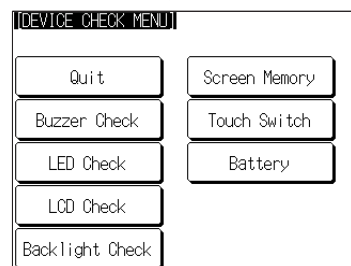 [DEVICE CHECK MENU]
Quit
Screen Memory
Buzzer Check
Touch Switch
LED Check
Battery
LCD Check
Backlight Check